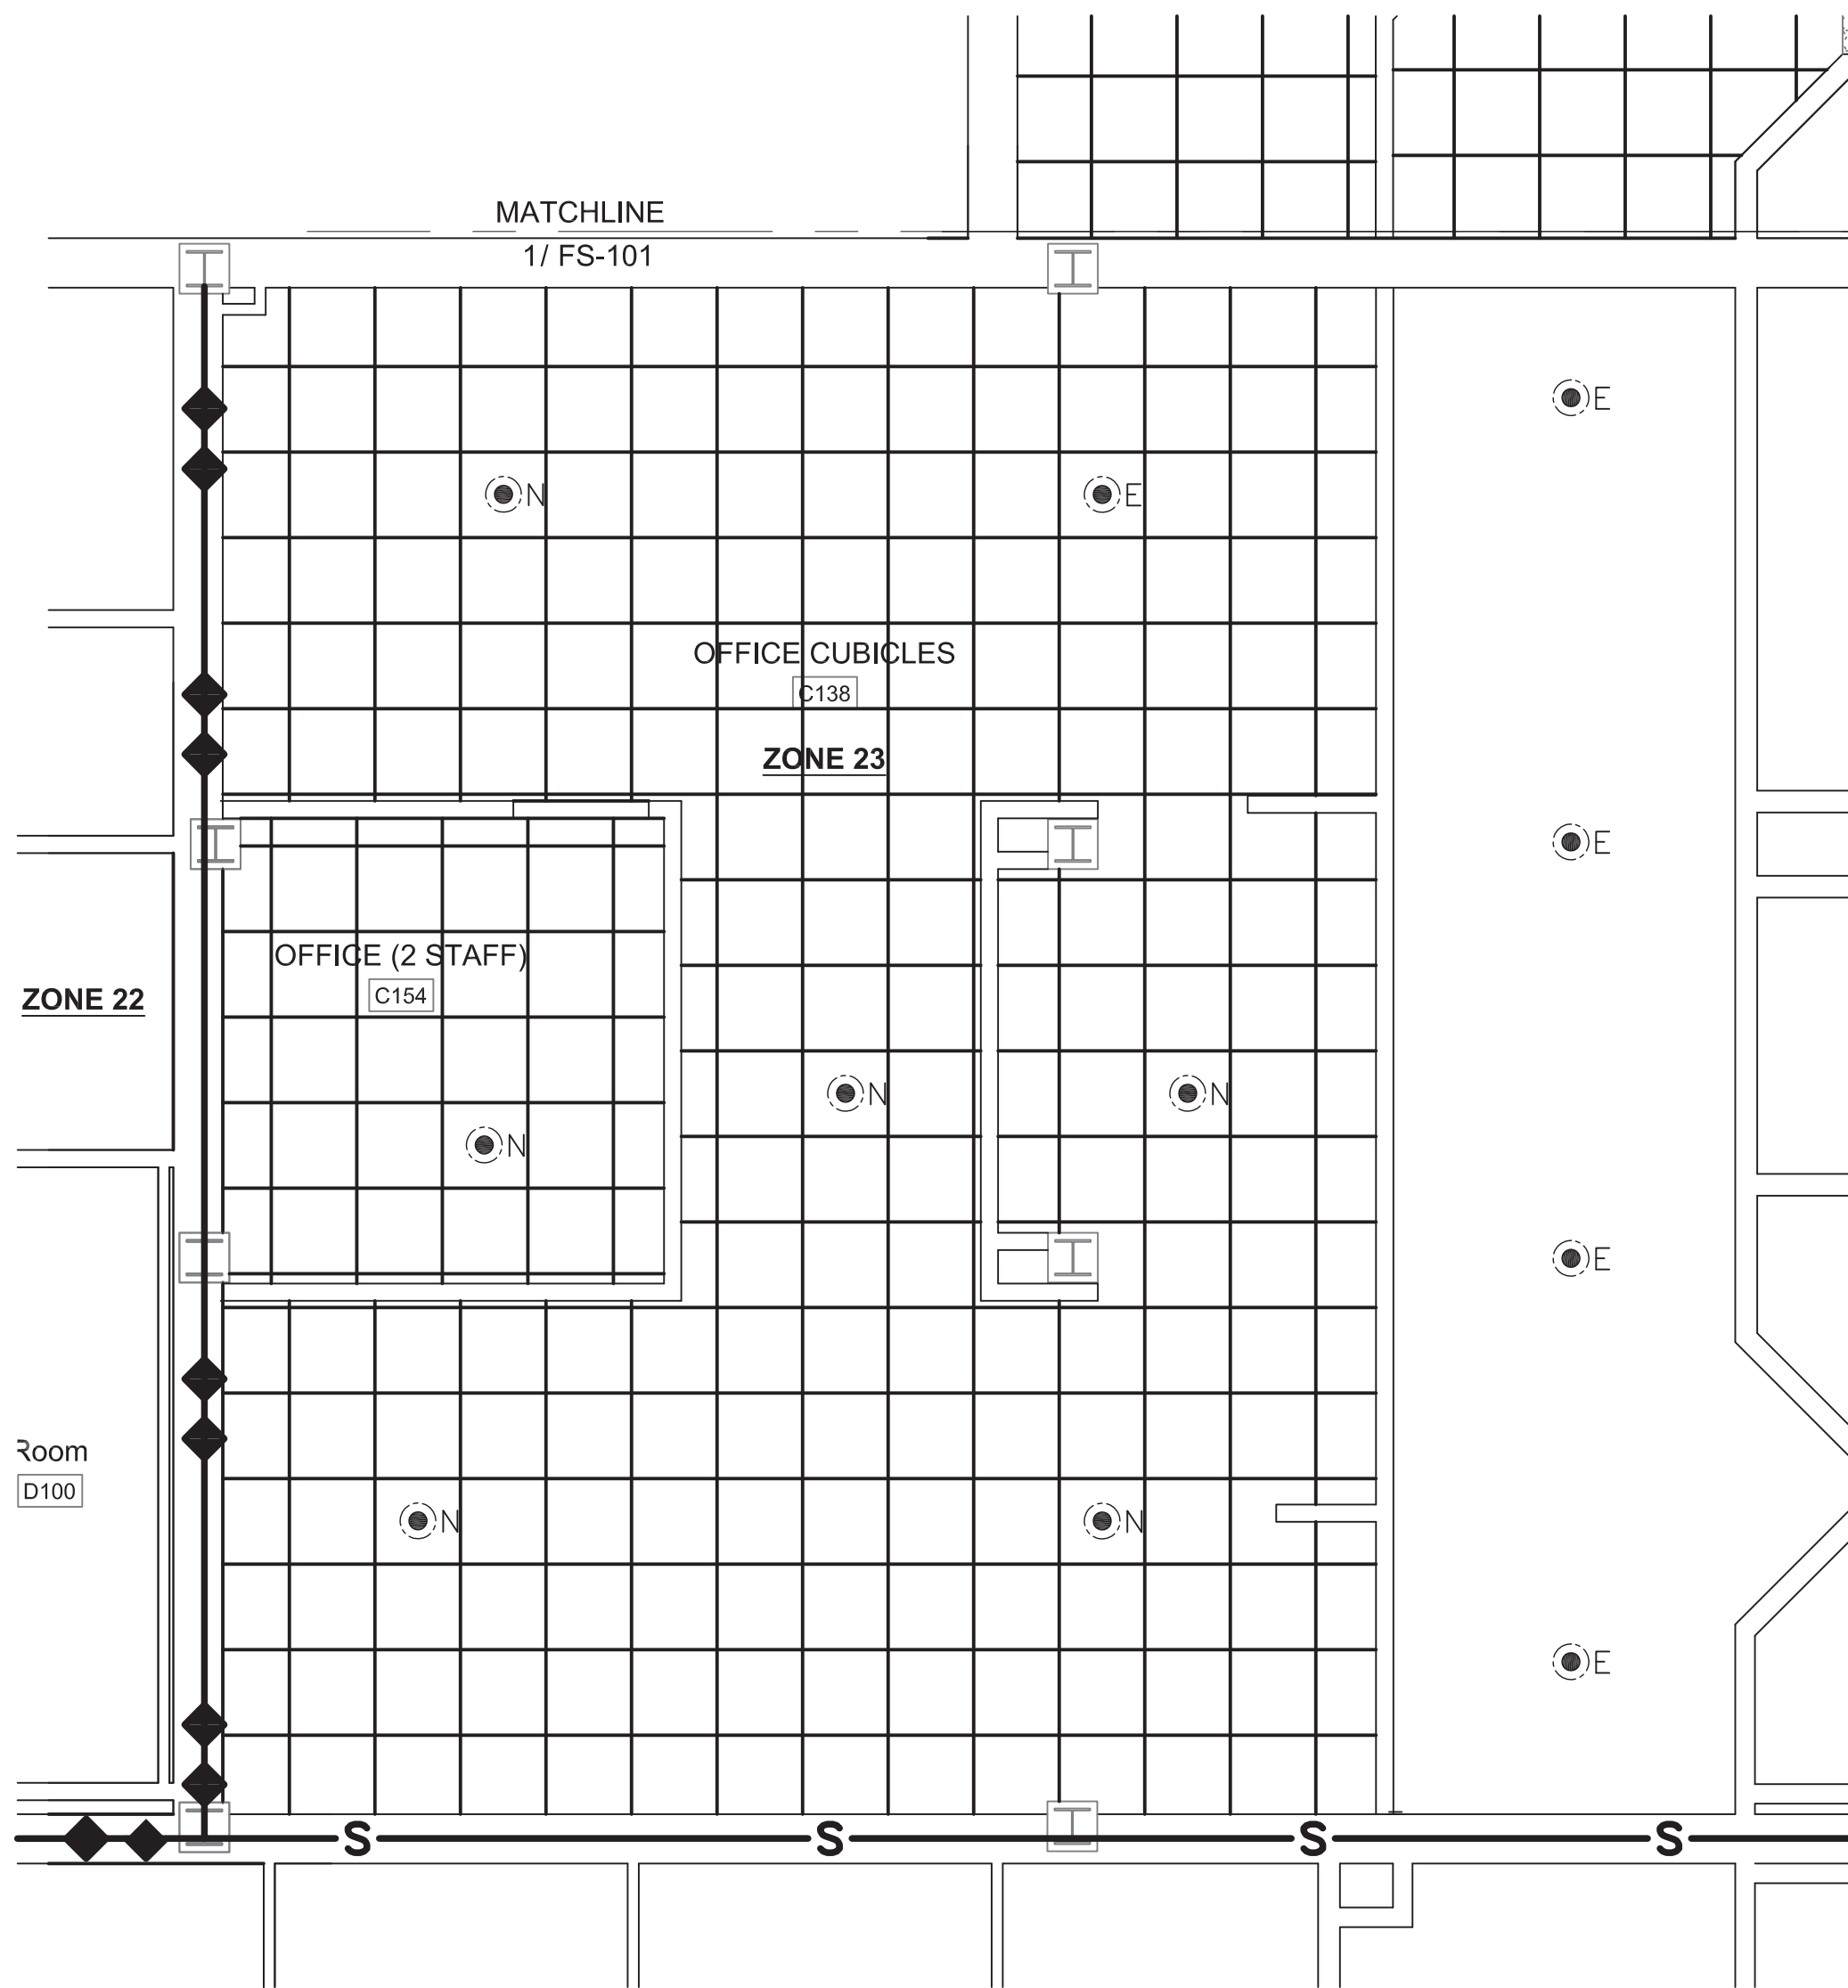 MATCHLINE
1/ FS-101
E
N
E
OFFICE CUBICLES
C138
ZONE 23
E
OFFICE (2 STAFF)
C154
ZONE 22
N
N
N
E
Room
D100
N
N
E
S
S
S
S